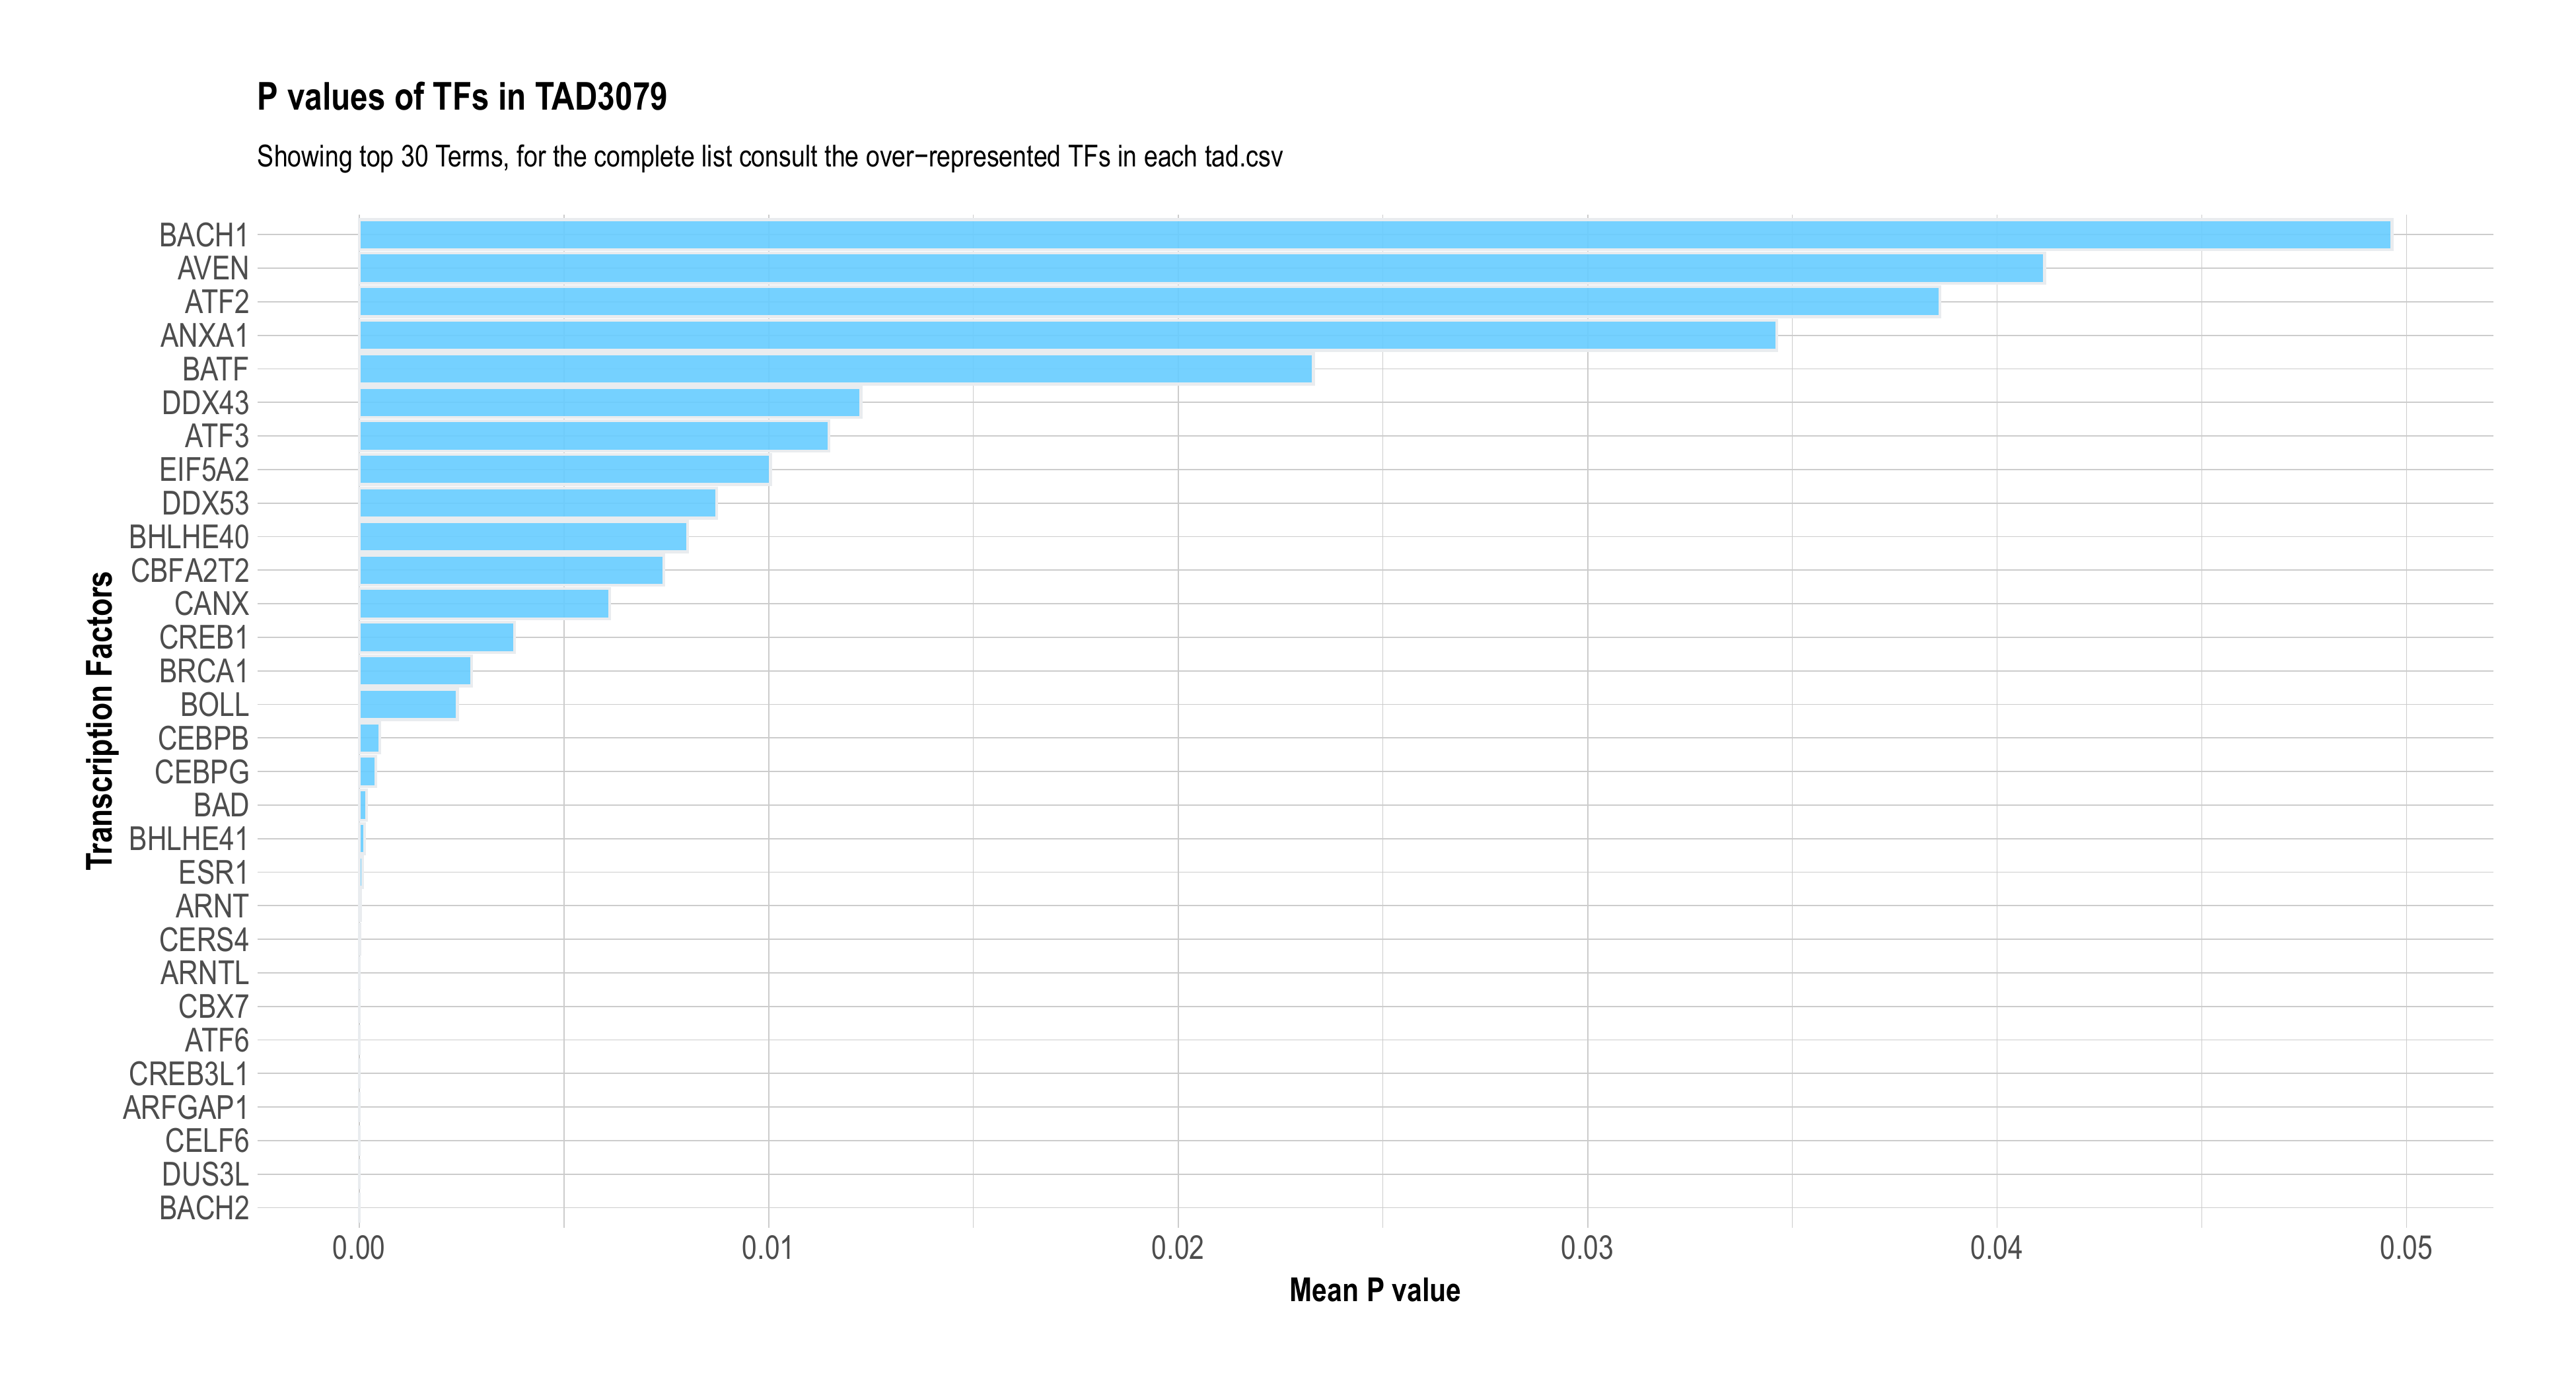 P values of TFs in TAD3079
Showing top 30 Terms, for the complete list consult the over−represented TFs in each tad.csv
Transcription Factors
BACH1
AVEN
ATF2
ANXA1
BATF
DDX43
ATF3
EIF5A2
DDX53
BHLHE40
CBFA2T2
CANX
CREB1
BRCA1
BOLL
CEBPB
CEBPG
BAD
BHLHE41
ESR1
ARNT
CERS4
ARNTL
CBX7
ATF6
CREB3L1
ARFGAP1
CELF6
DUS3L
BACH2
0.00 0.01 0.02 0.03 0.04 0.05
Mean P value